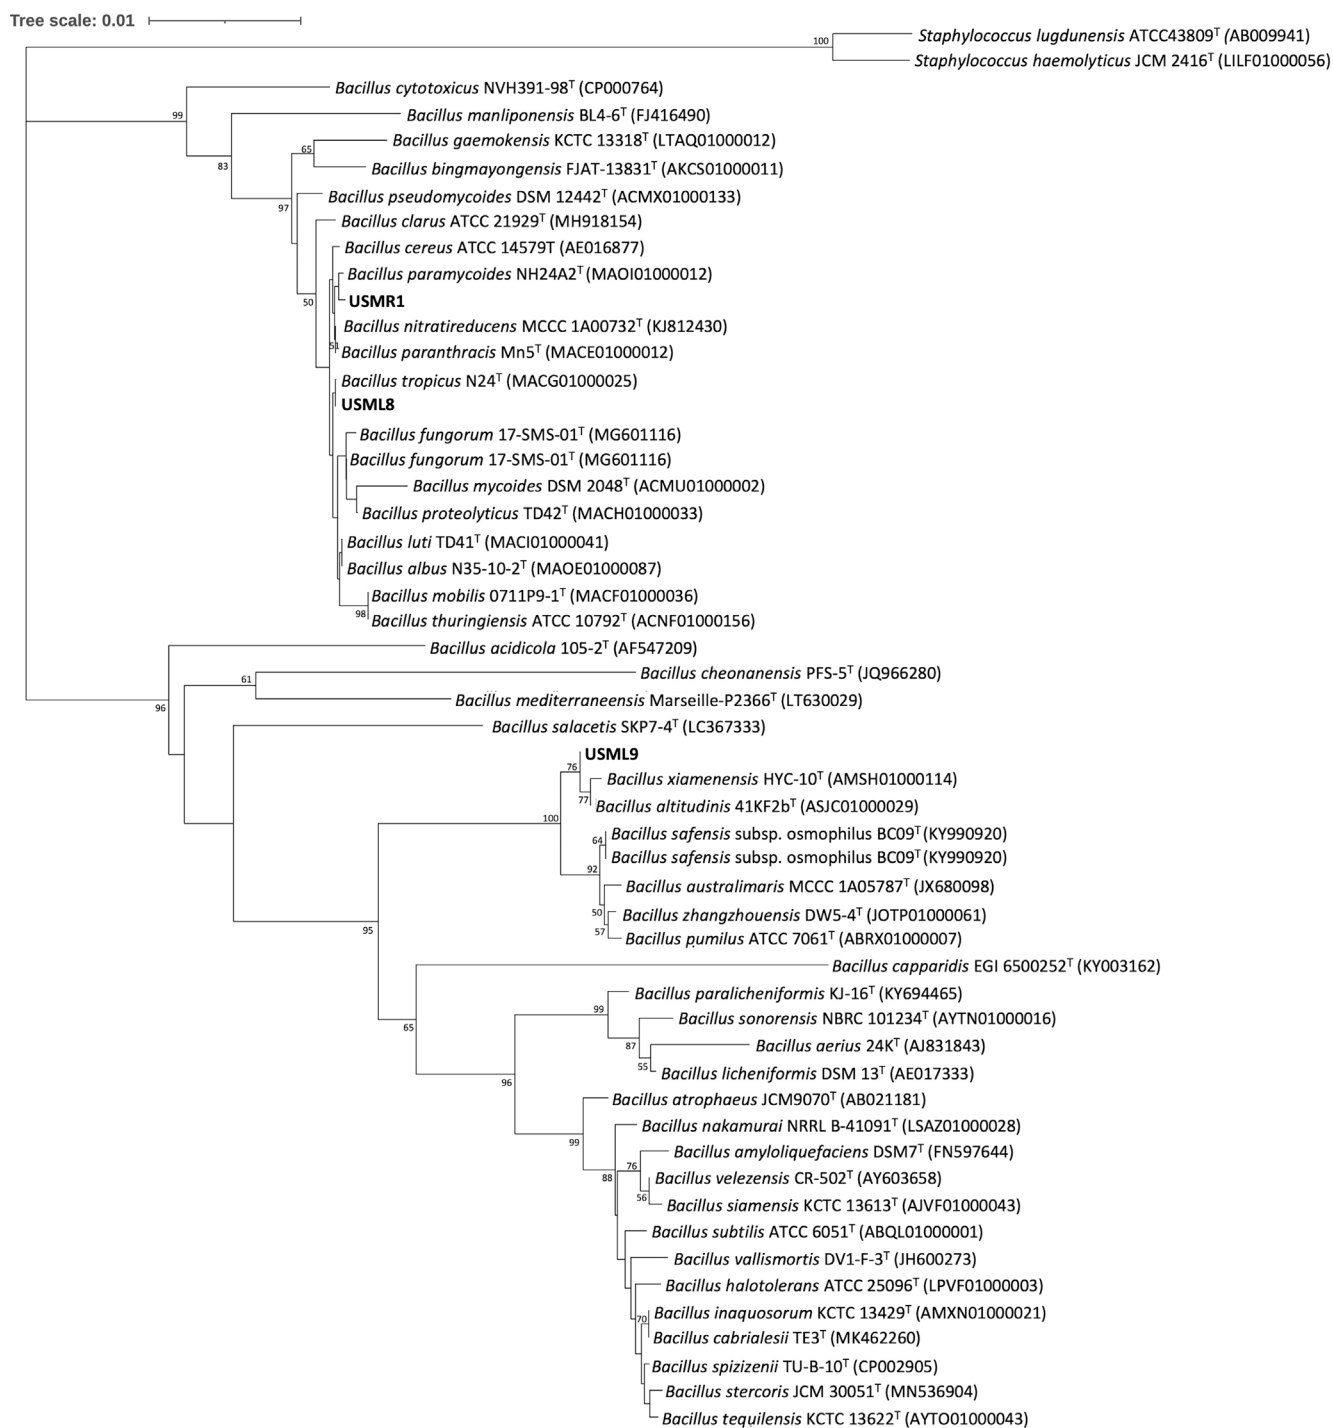 Tree scale: 0.01
100
Staphylococcus lugdunensis ATCC43809ᵀ (AB009941)
Staphylococcus haemolyticus JCM 2416ᵀ (LILF01000056)
Bacillus cytotoxicus NVH391-98ᵀ (CP000764)
99
Bacillus manliponensis BL4-6ᵀ (FJ416490)
Bacillus gaemokensis KCTC 13318ᵀ (LTAQ01000012)
65
83
Bacillus bingmayongensis FJAT-13831ᵀ (AKCS01000011)
Bacillus pseudomycoides DSM 12442ᵀ (ACMX01000133)
97
Bacillus clarus ATCC 21929ᵀ (MH918154)
Bacillus cereus ATCC 14579T (AE016877)
Bacillus paramycoides NH24A2ᵀ (MAOI01000012)
50
USMR1
Bacillus nitratireducens MCCC 1A00732ᵀ (KJ812430)
51
Bacillus paranthracis Mn5ᵀ (MACE01000012)
Bacillus tropicus N24ᵀ (MACG01000025)
USML8
Bacillus fungorum 17-SMS-01ᵀ (MG601116)
Bacillus fungorum 17-SMS-01ᵀ (MG601116)
Bacillus mycoides DSM 2048ᵀ (ACMU01000002)
Bacillus proteolyticus TD42ᵀ (MACH01000033)
Bacillus luti TD41ᵀ (MACI01000041)
Bacillus albus N35-10-2ᵀ (MAOE01000087)
Bacillus mobilis 0711P9-1ᵀ (MACF01000036)
98
Bacillus thuringiensis ATCC 10792ᵀ (ACNF01000156)
Bacillus acidicola 105-2ᵀ (AF547209)
Bacillus cheonanensis PFS-5ᵀ (JQ966280)
61
96
Bacillus mediterraneensis Marseille-P2366ᵀ (LT630029)
Bacillus salacetis SKP7-4ᵀ (LC367333)
USML9
76
Bacillus xiamenensis HYC-10ᵀ (AMSH01000114)
77
Bacillus altitudinis 41KF2bᵀ (ASJC01000029)
100
Bacillus safensis subsp. osmophilus BC09ᵀ (KY990920)
64
Bacillus safensis subsp. osmophilus BC09ᵀ (KY990920)
92
Bacillus australimaris MCCC 1A05787ᵀ (JX680098)
50
Bacillus zhangzhouensis DW5-4ᵀ (JOTP01000061)
57
95
Bacillus pumilus ATCC 7061ᵀ (ABRX01000007)
Bacillus capparidis EGI 6500252ᵀ (KY003162)
Bacillus paralicheniformis KJ-16ᵀ (KY694465)
99
65
Bacillus sonorensis NBRC 101234ᵀ (AYTN01000016)
87
Bacillus aerius 24Kᵀ (AJ831843)
55
Bacillus licheniformis DSM 13ᵀ (AE017333)
96
Bacillus atrophaeus JCM9070ᵀ (AB021181)
Bacillus nakamurai NRRL B-41091ᵀ (LSAZ01000028)
99
Bacillus amyloliquefaciens DSM7ᵀ (FN597644)
76
88
Bacillus velezensis CR-502ᵀ (AY603658)
56
Bacillus siamensis KCTC 13613ᵀ (AJVF01000043)
Bacillus subtilis ATCC 6051ᵀ (ABQL01000001)
Bacillus vallismortis DV1-F-3ᵀ (JH600273)
Bacillus halotolerans ATCC 25096ᵀ (LPVF01000003)
Bacillus inaquosorum KCTC 13429ᵀ (AMXN01000021)
70
Bacillus cabrialesii TE3ᵀ (MK462260)
Bacillus spizizenii TU-B-10ᵀ (CP002905)
Bacillus stercoris JCM 30051ᵀ (MN536904)
Bacillus tequilensis KCTC 13622ᵀ (AYTO01000043)